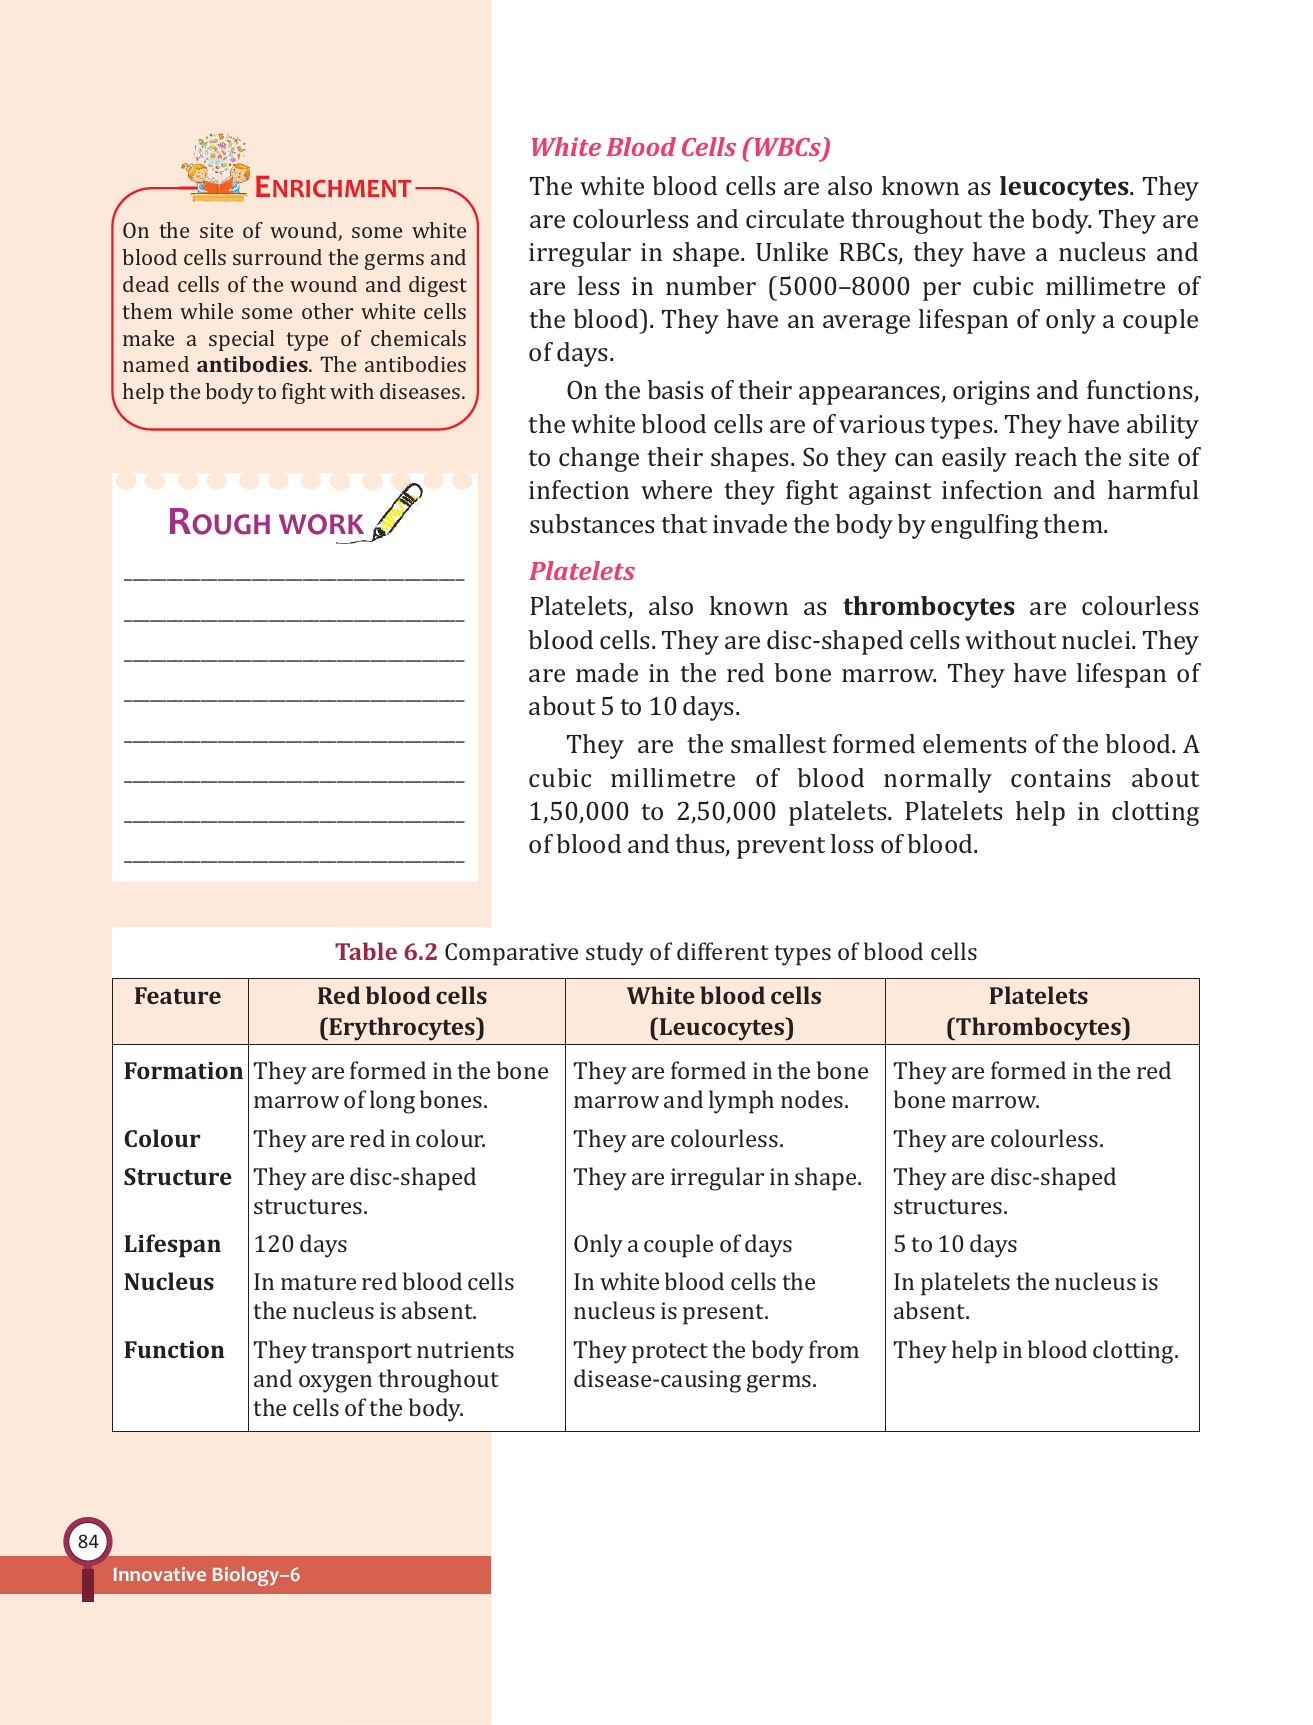 ENRICHMENT
On the site of wound, some white
blood cells surround the germs and
dead cells of the wound and digest
them while some other white cells
make a special type of chemicals
named antibodies. The antibodies
help the body to fight with diseases.
ROUGH WORK
White Blood Cells (WBCs)
The white blood cells are also known as leucocytes. They
are colourless and circulate throughout the body. They are
irregular in shape. Unlike RBCs, they have a nucleus and
are less in number (5000–8000 per cubic millimetre of
the blood). They have an average lifespan of only a couple
of days.
On the basis of their appearances, origins and functions,
the white blood cells are of various types. They have ability
to change their shapes. So they can easily reach the site of
infection where they fight against infection and harmful
substances that invade the body by engulfing them.
Platelets
Platelets, also known as thrombocytes are colourless
blood cells. They are disc-shaped cells without nuclei. They
are made in the red bone marrow. They have lifespan of
about 5 to 10 days.
They are the smallest formed elements of the blood. A
cubic millimetre of blood normally contains about
1,50,000 to 2,50,000 platelets. Platelets help in clotting
of blood and thus, prevent loss of blood.
Table 6.2 Comparative study of different types of blood cells
Feature Red blood cells White blood cells Platelets
(Erythrocytes) (Leucocytes) (Thrombocytes)
Formation They are formed in the bone They are formed in the bone They are formed in the red
marrow of long bones. marrow and lymph nodes. bone marrow.
Colour They are red in colour. They are colourless. They are colourless.
Structure They are disc-shaped They are irregular in shape. They are disc-shaped
structures. structures.
Lifespan 120 days Only a couple of days 5 to 10 days
Nucleus In mature red blood cells In white blood cells the In platelets the nucleus is
the nucleus is absent. nucleus is present. absent.
Function They transport nutrients They protect the body from They help in blood clotting.
and oxygen throughout disease-causing germs.
the cells of the body.
84
Innovative Biology–6